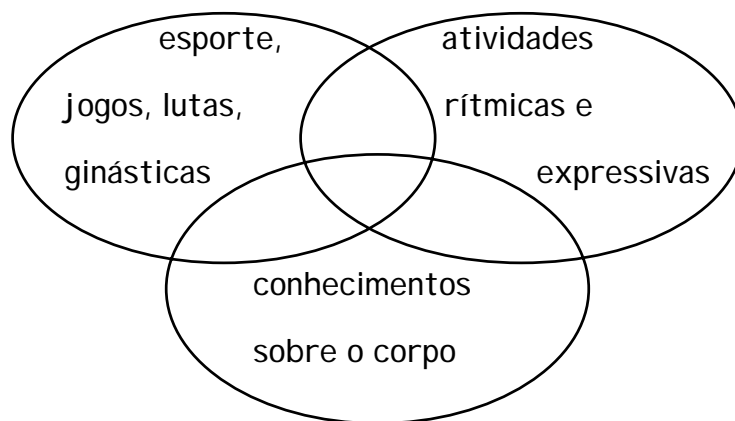 esporte,
jogos, lutas,
ginásticas
atividades
rítmicas e
expressivas
conhecimentos
sobre o corpo